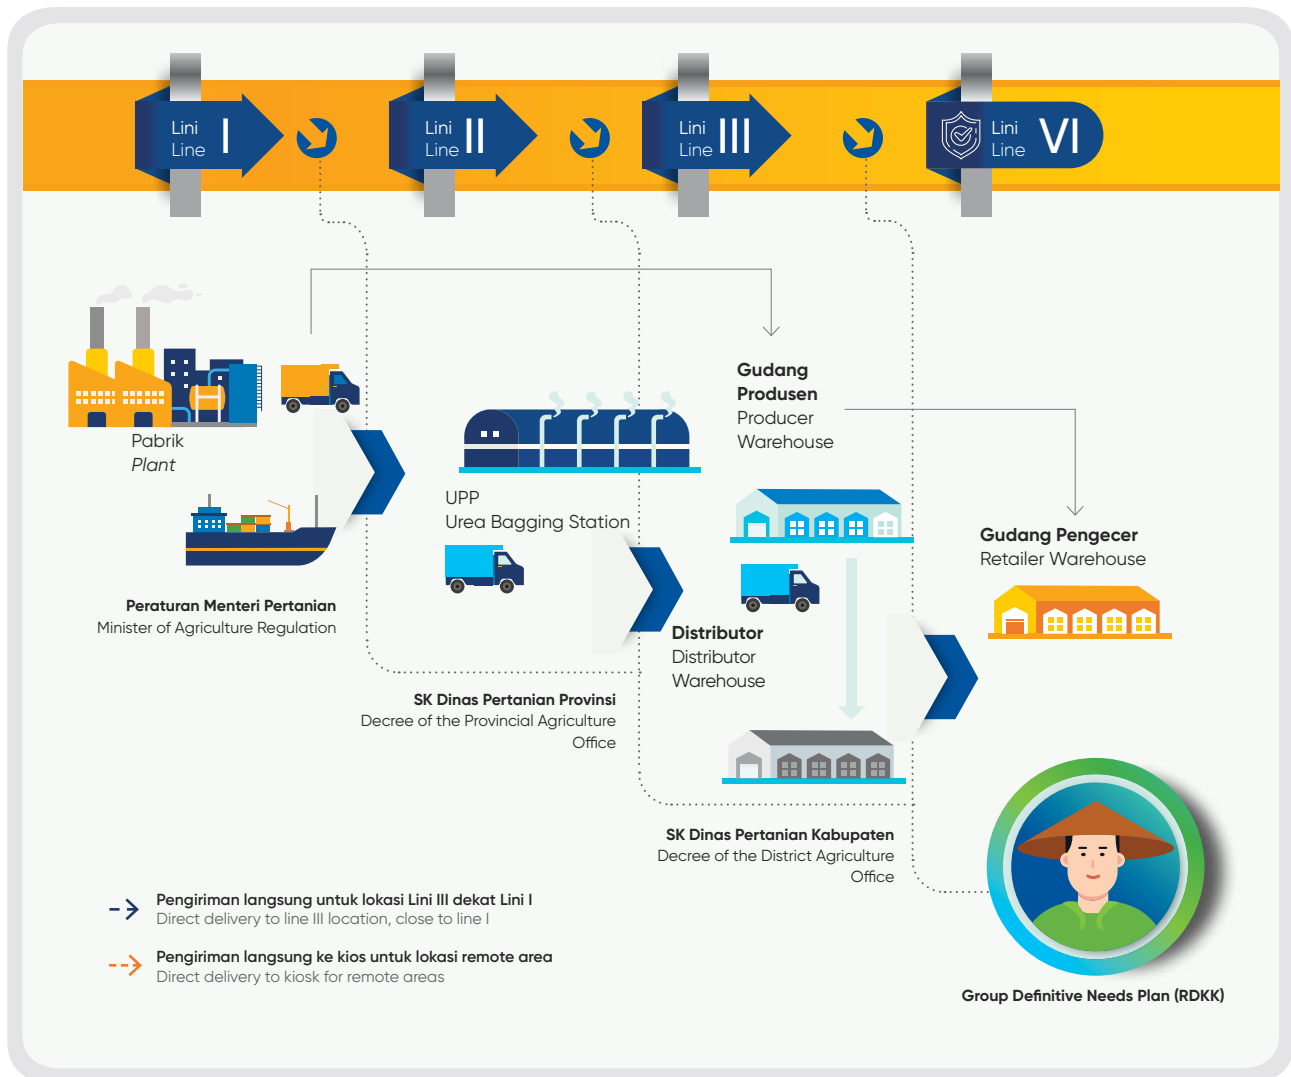 Lini
Line I
Lini
Line II
Lini
Line III
Lini
Line VI
Pabrik
Plant
Peraturan Menteri Pertanian
Minister of Agriculture Regulation
UPP
Urea Bagging Station
SK Dinas Pertanian Provinsi
Decree of the Provincial Agriculture
Office
Gudang
Produsen
Producer
Warehouse
Distributor
Distributor
Warehouse
SK Dinas Pertanian Kabupaten
Decree of the District Agriculture
Office
Gudang Pengecer
Retailer Warehouse
Group Definitive Needs Plan (RDKK)
Pengiriman langsung untuk lokasi Lini III dekat Lini I
Direct delivery to line III location, close to line I
Pengiriman langsung ke kios untuk lokasi remote area
Direct delivery to kiosk for remote areas